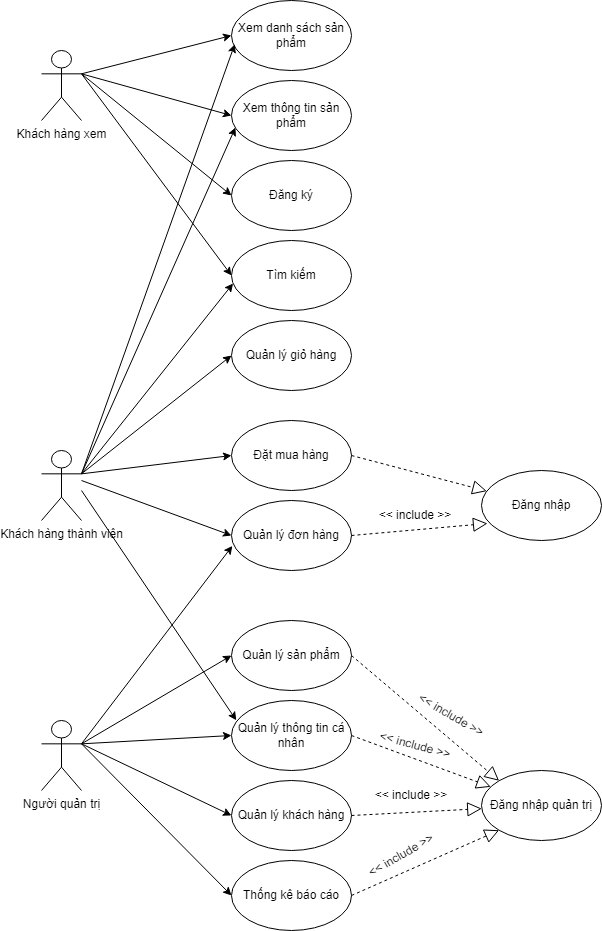 Xem danh sách sản
phẩm
Khách hàng xem
Xem thông tin sản
phẩm
Đăng ký
Tìm kiếm
Quản lý giỏ hàng
Đặt mua hàng
Đăng nhập
Khách hàng thành viên
Quản lý đơn hàng
<< include >>
Quản lý sản phẩm
<< include >>
Quản lý thông tin cá
nhân
<< include >>
Người quản trị
Quản lý khách hàng
<< include >>
Đăng nhập quản trị
Thống kê báo cáo
<< include >>